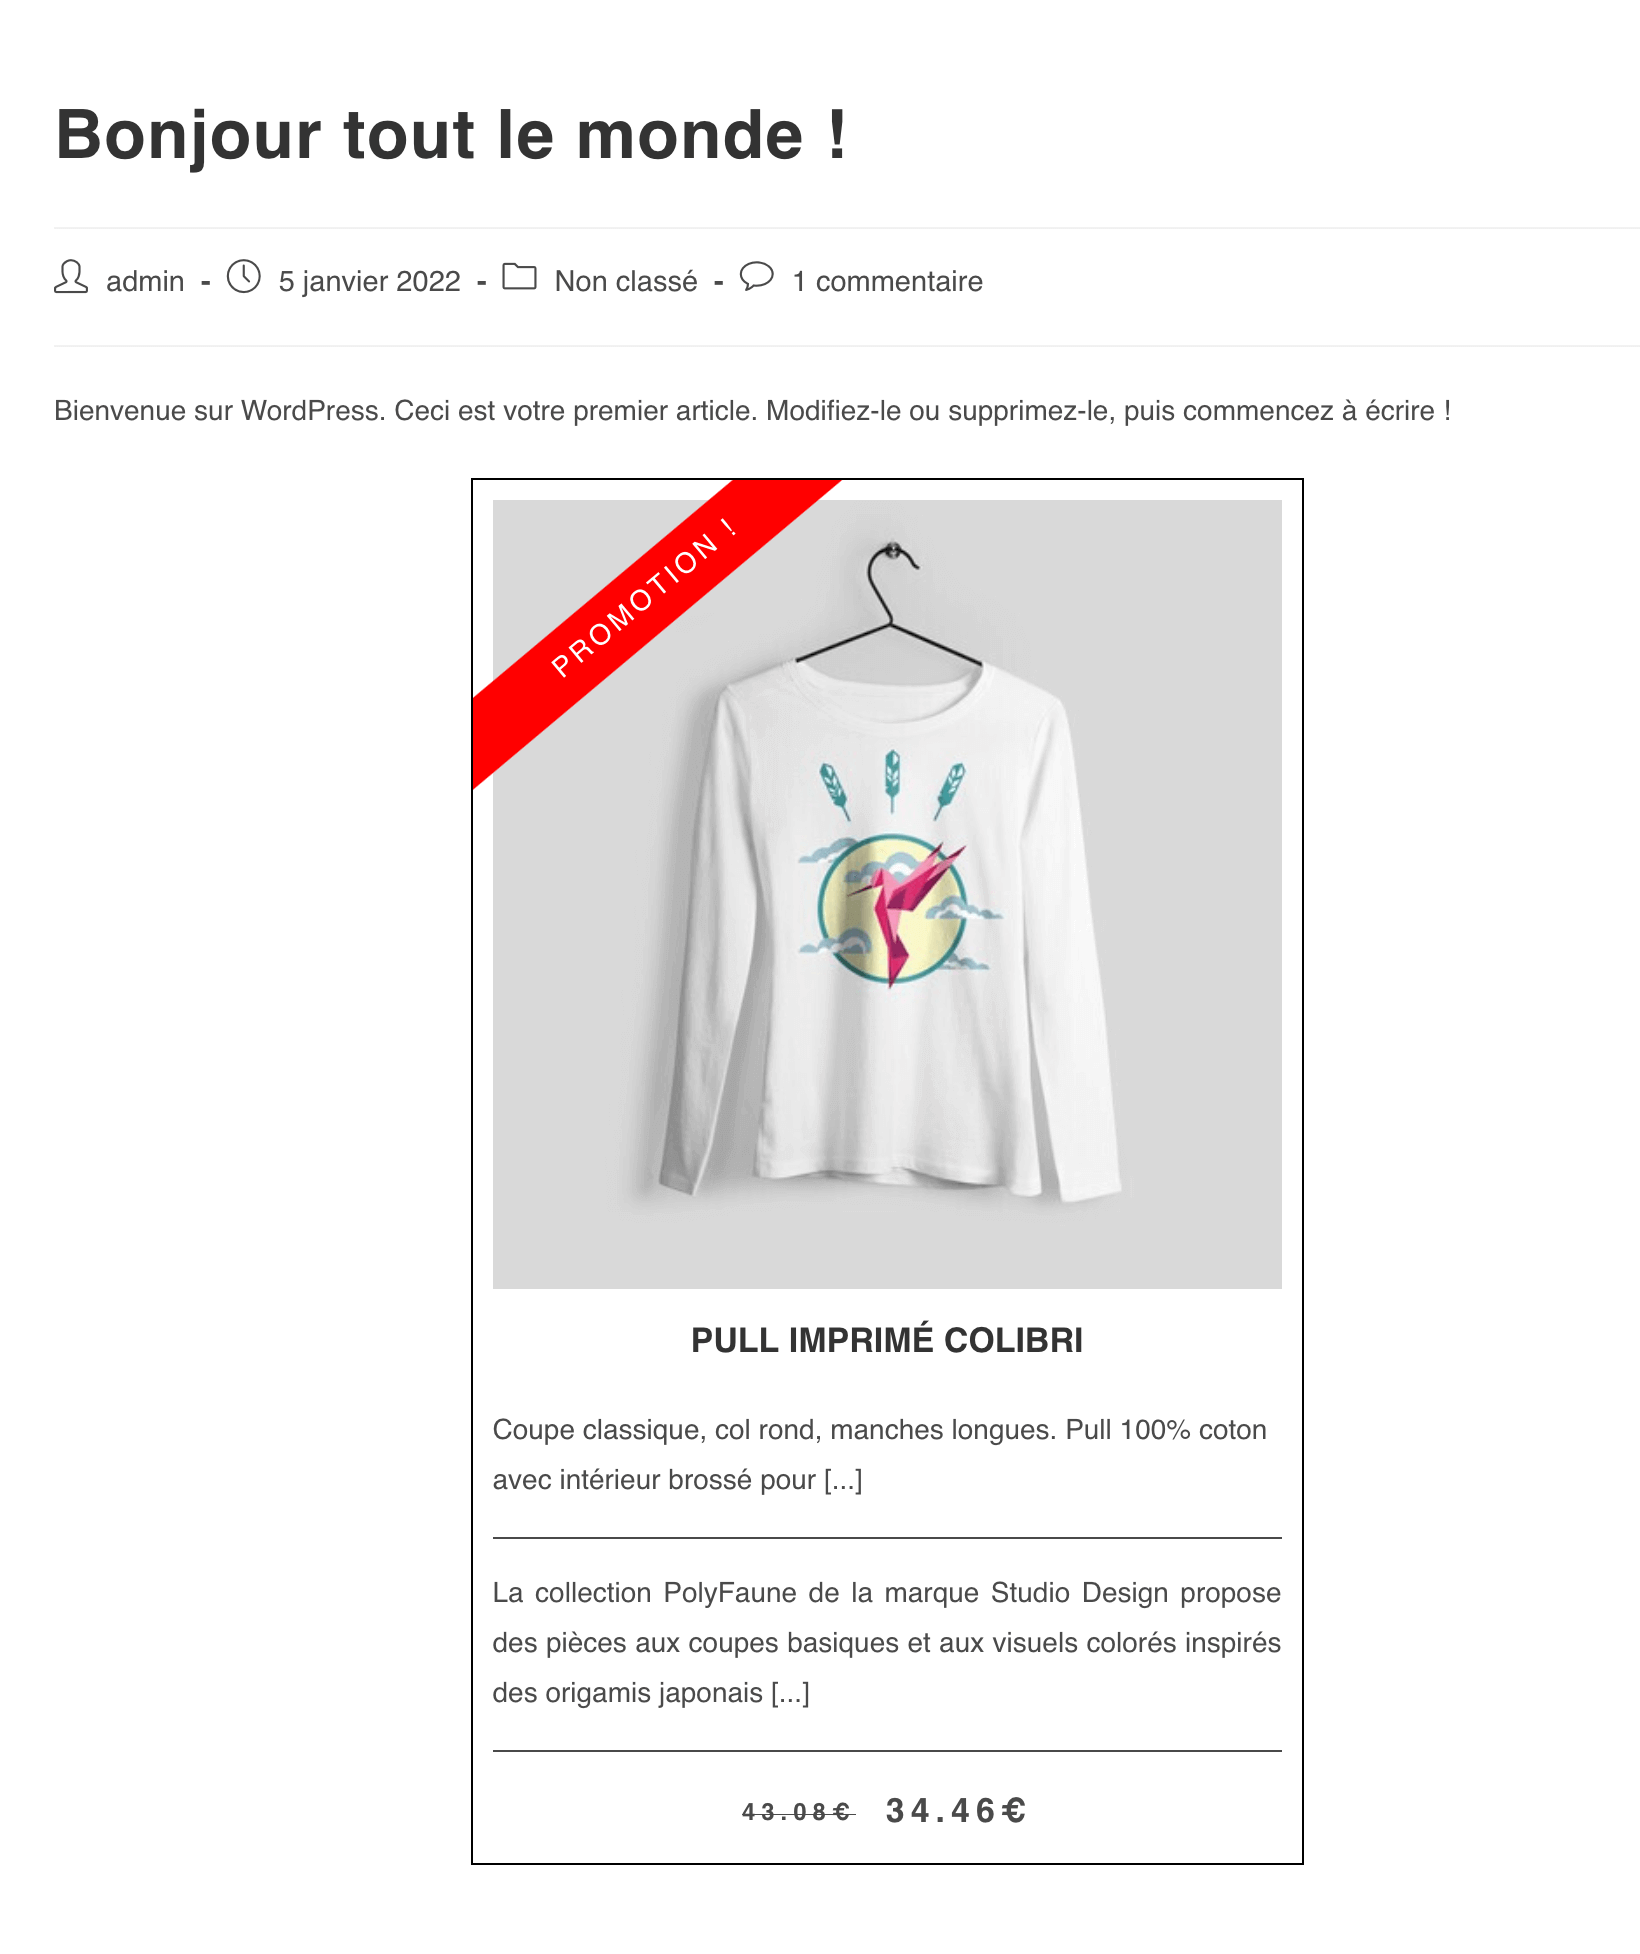 Bonjour tout le monde !
admin - 5 janvier 2022 - Non classé - 1 commentaire
Bienvenue sur WordPress. Ceci est votre premier article. Modifiez-le ou supprimez-le, puis commencez à écrire !
PROMOTION !
PULL IMPRIMÉ COLIBRI
Coupe classique, col rond, manches longues. Pull 100% coton
avec intérieur brossé pour [...]
La collection PolyFaune de la marque Studio Design propose
des pièces aux coupes basiques et aux visuels colorés inspirés
des origamis japonais [...]
43.08€ 34.46€